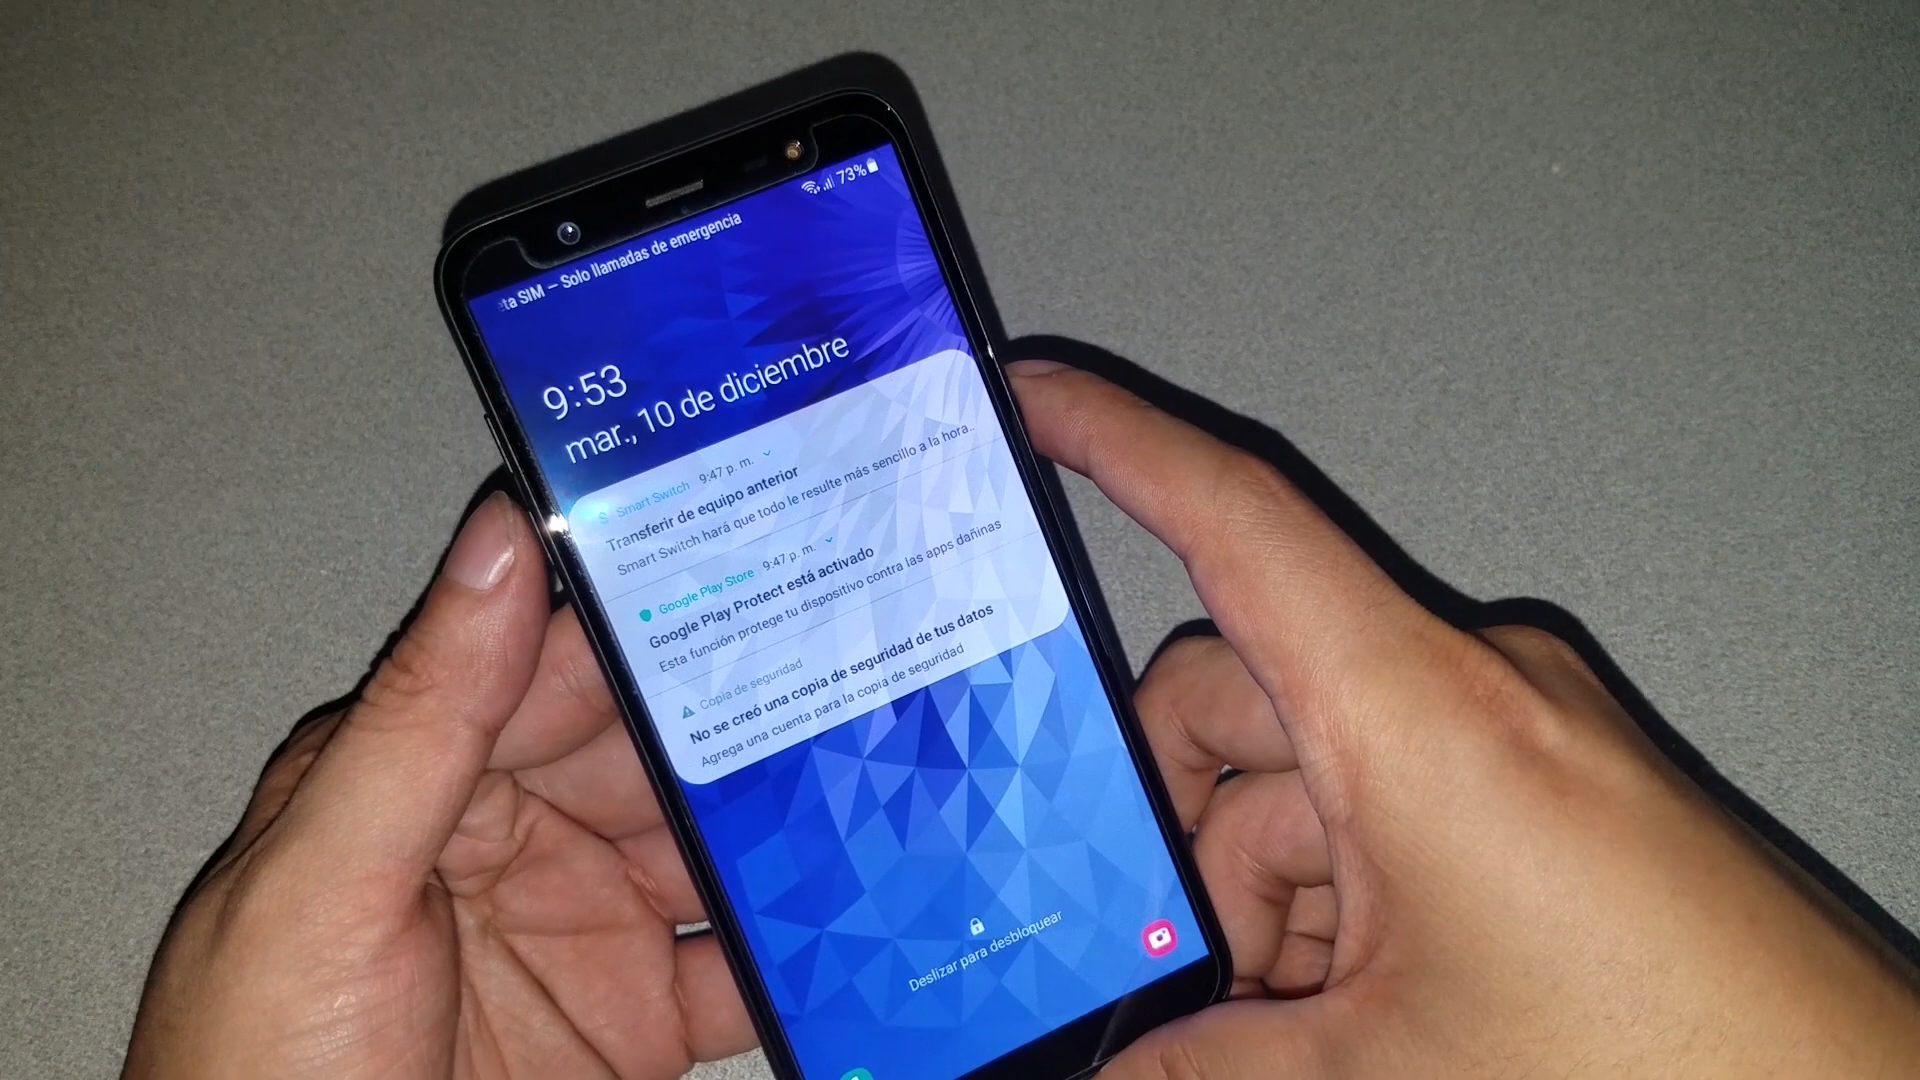 73%
ta SIM – Solo llamadas de emergencia
9:53
mar., 10 de diciembre
Smart Switch 9:47 p. m.
Transferir de equipo anterior
Smart Switch hará que todo le resulte más sencillo a la hora..
Google Play Store 9:47 p. m.
Google Play Protect está activado
Esta función protege tu dispositivo contra las apps dañinas
Copia de seguridad
No se creó una copia de seguridad de tus datos
Agrega una cuenta para la copia de seguridad
Deslizar para desbloquear